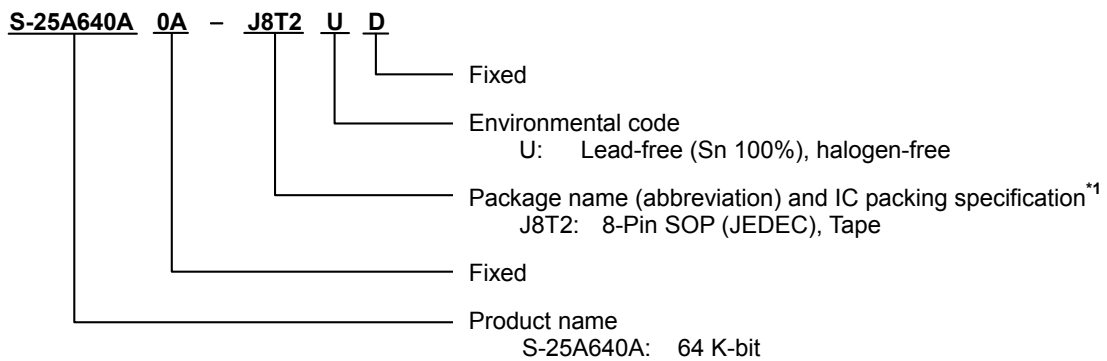 S-25A640A 0A – J8T2 U D
Fixed
Environmental code
U: Lead-free (Sn 100%), halogen-free
Package name (abbreviation) and IC packing specification*1
J8T2: 8-Pin SOP (JEDEC), Tape
Fixed
Product name
S-25A640A: 64 K-bit